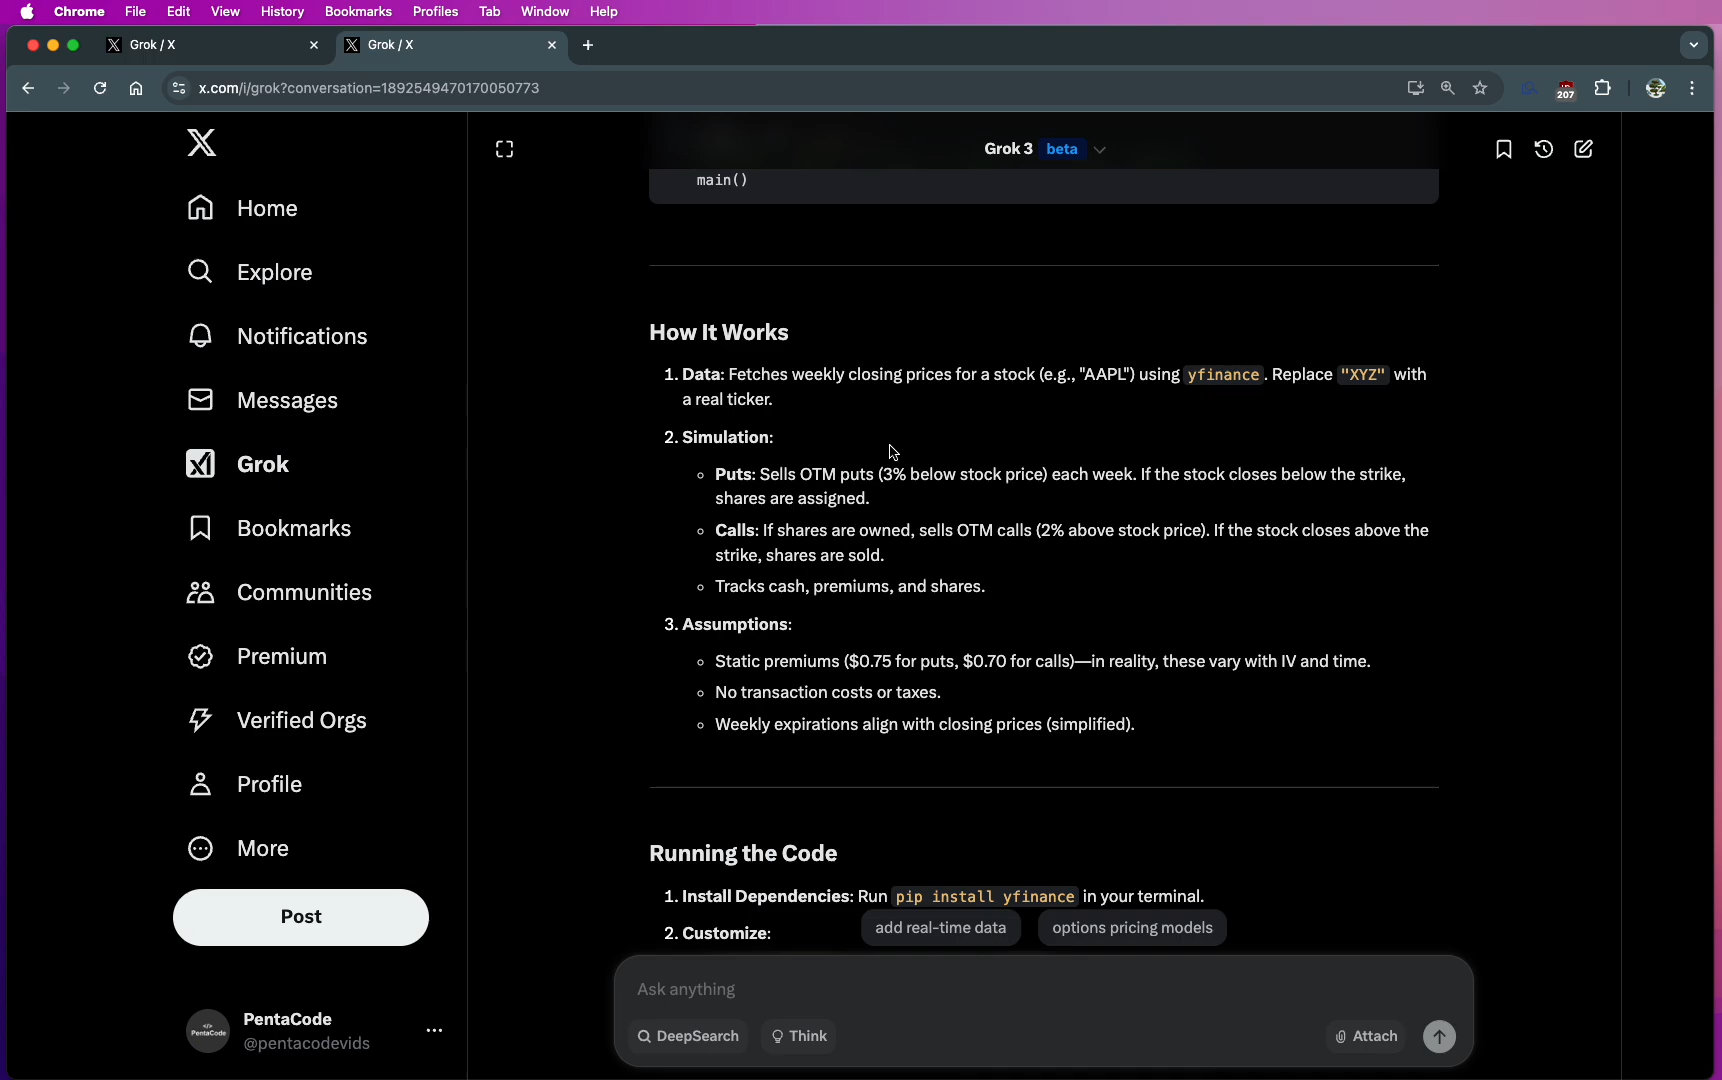 Chrome File Edit View History Bookmarks Profiles Tab Window Help
Grok / X
Grok / X
x.com/i/grok?conversation=1892549470170050773
207
Home
Explore
Notifications
Messages
Grok
Bookmarks
Communities
Premium
Verified Orgs
Profile
More
Post
</>
PentaCode
PentaCode
@pentacodevids
Grok 3 beta
main()
How It Works
1. Data: Fetches weekly closing prices for a stock (e.g., "AAPL") using yfinance. Replace "XYZ" with
a real ticker.
2. Simulation:
Puts: Sells OTM puts (3% below stock price) each week. If the stock closes below the strike,
shares are assigned.
Calls: If shares are owned, sells OTM calls (2% above stock price). If the stock closes above the
strike, shares are sold.
Tracks cash, premiums, and shares.
3. Assumptions:
Static premiums ($0.75 for puts, $0.70 for calls)—in reality, these vary with IV and time.
No transaction costs or taxes.
Weekly expirations align with closing prices (simplified).
Running the Code
1. Install Dependencies: Run pip install yfinance in your terminal.
2. Customize:
add real-time data
options pricing models
Ask anything
DeepSearch
Think
Attach